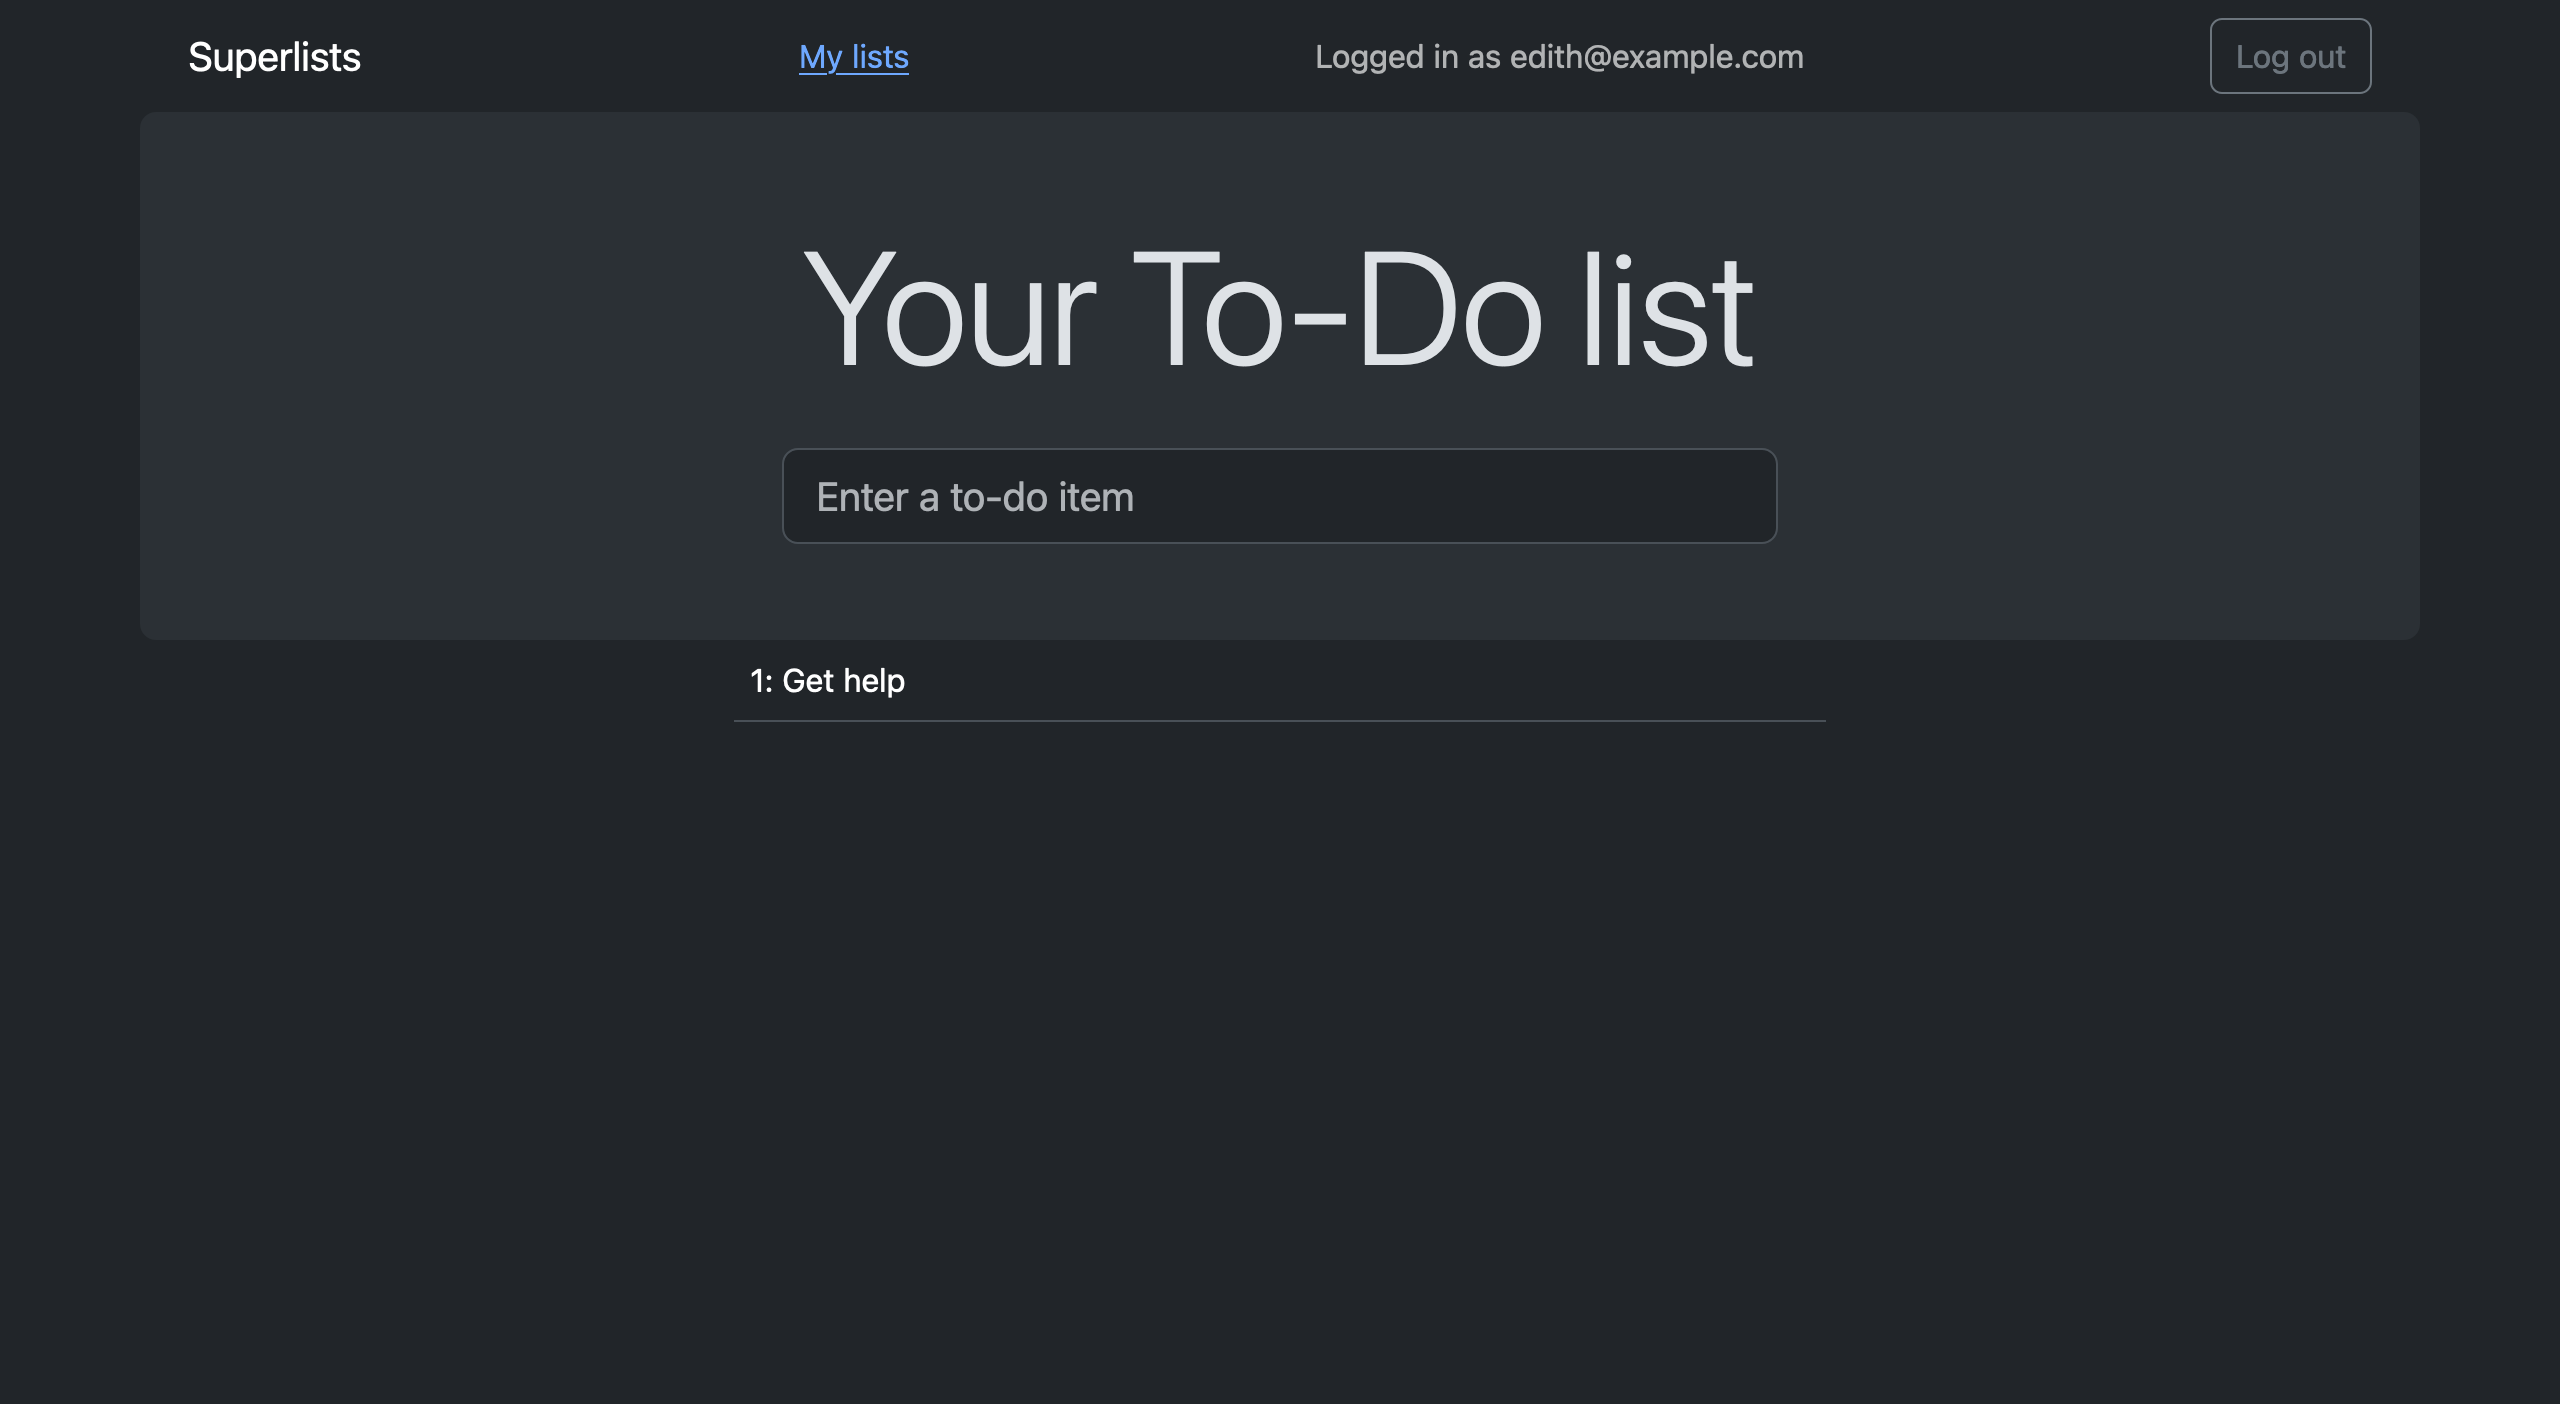 Superlists
My lists
Logged in as edith@example.com
Log out
Your To-Do list
Enter a to-do item
1: Get help